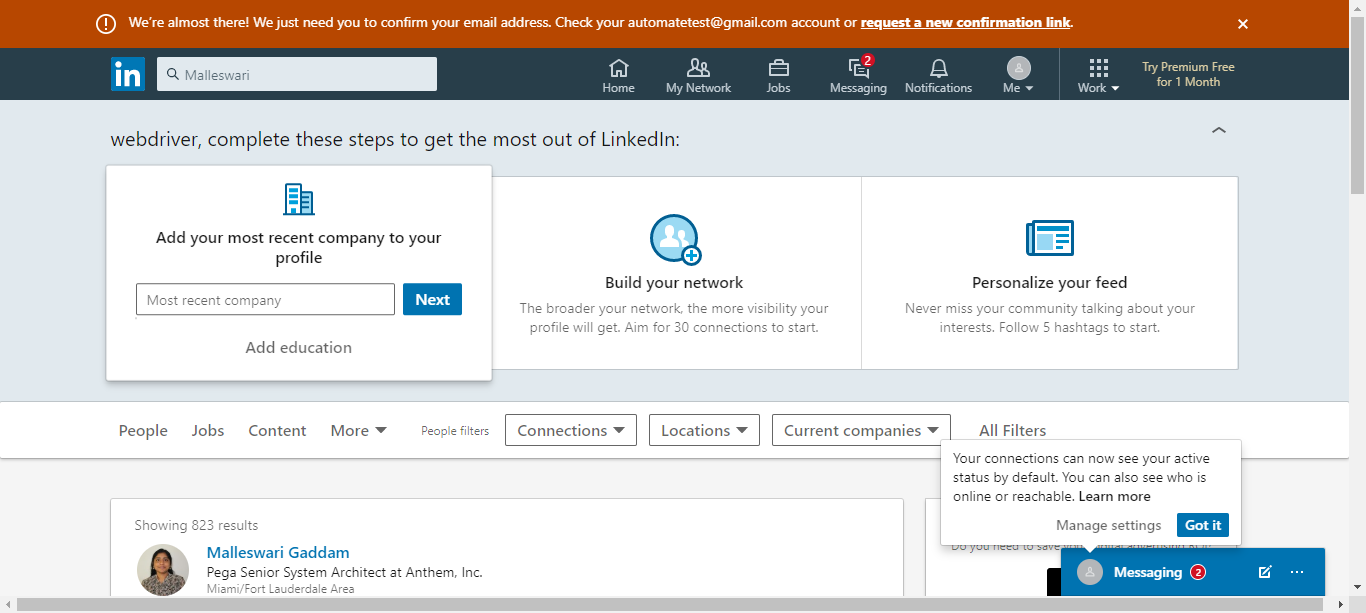 We're almost there! We just need you to confirm your email address. Check your automatetest@gmail.com account or request a new confirmation link.
in
Malleswari
2
Home
My Network
Jobs
Messaging
Notifications
Me
Work
Try Premium Free
for 1 Month
webdriver, complete these steps to get the most out of LinkedIn:
Add your most recent company to your
profile
Most recent company
Next
Add education
Build your network
The broader your network, the more visibility your
profile will get. Aim for 30 connections to start.
Personalize your feed
Never miss your community talking about your
interests. Follow 5 hashtags to start.
People
Jobs
Content
More
People filters
Connections
Locations
Current companies
All Filters
Your connections can now see your active
status by default. You can also see who is
online or reachable. Learn more
Manage settings
Got it
Showing 823 results
Malleswari Gaddam
Pega Senior System Architect at Anthem, Inc.
Miami/Fort Lauderdale Area
Do you need to save you
Messaging 2